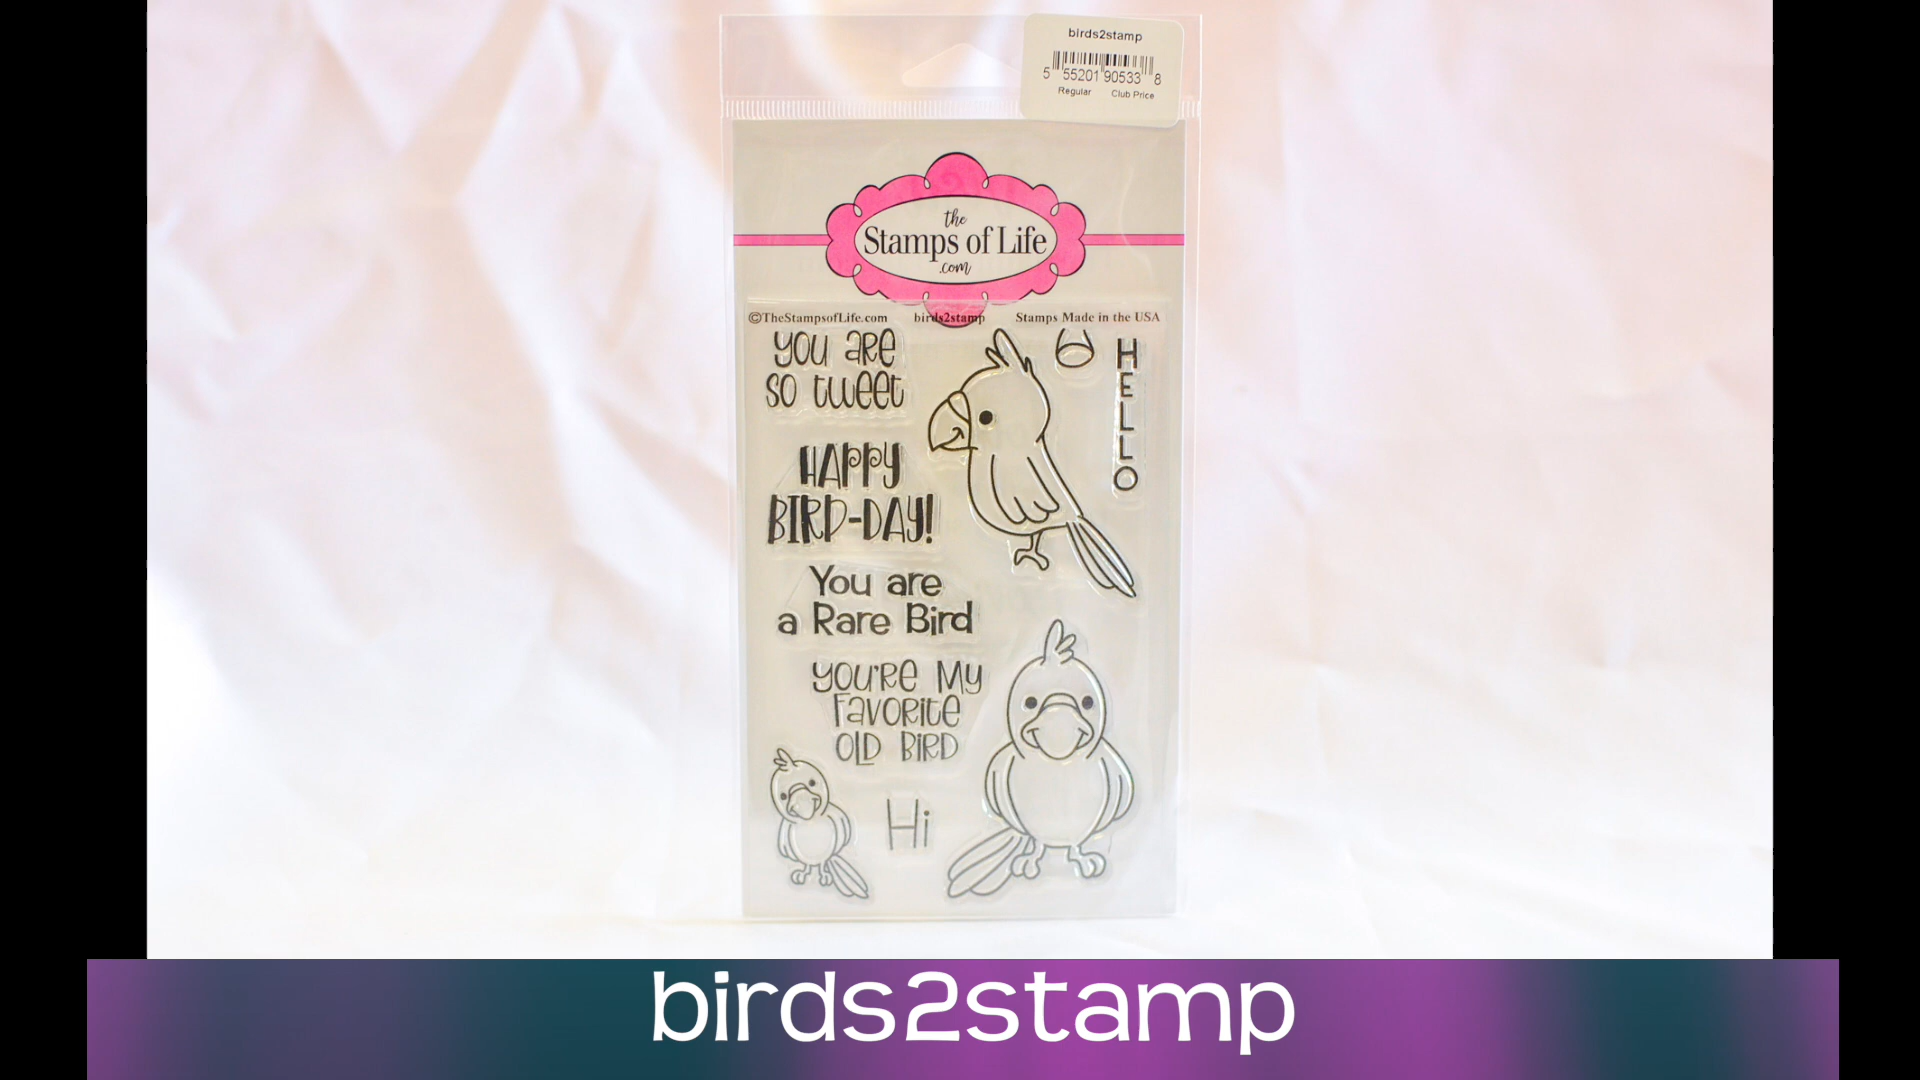 birds2stamp
5 55201 90533 8
Regular Club Price
the
Stamps of Life
.com
©TheStampsofLife.com birds2stamp Stamps Made in the USA
you are
so tweet
HAPPY
BIRD-DAY!
You are
a Rare Bird
you're My
Favorite
OLD BIRD
Hi
H
E
L
L
O
birds2stamp